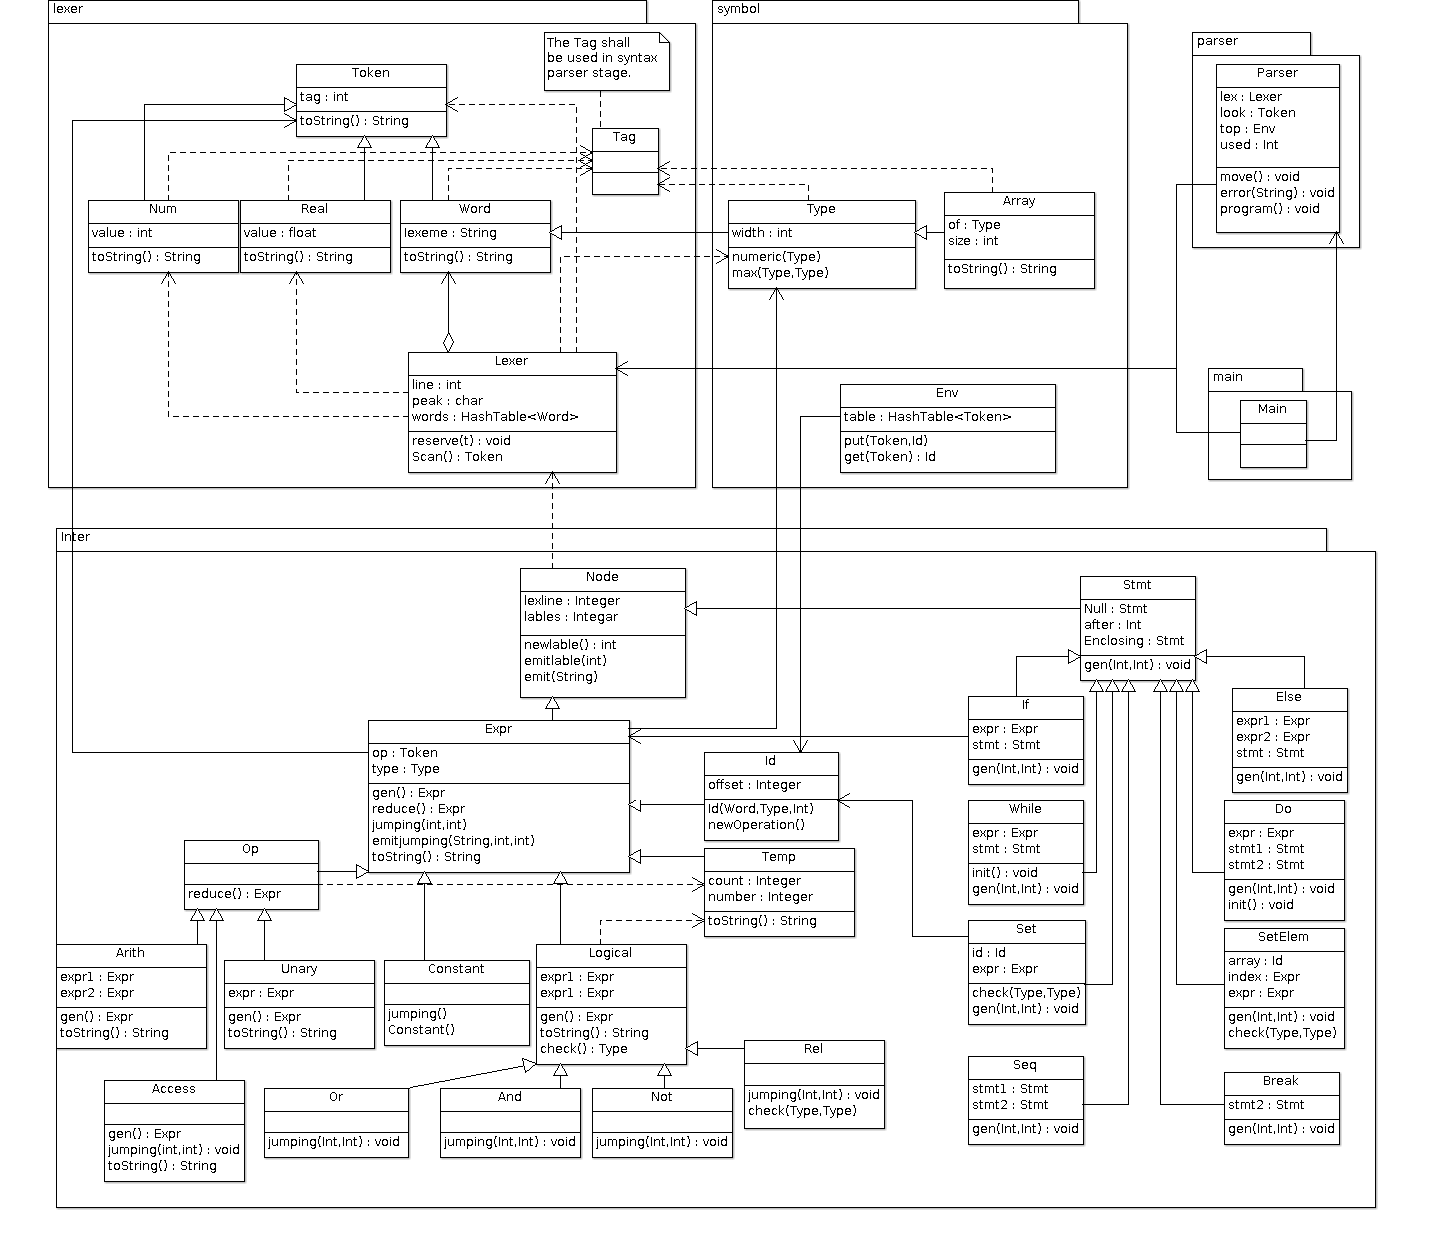 lexer
The Tag shall
be used in syntax
parser stage.
Token
tag : int
toString() : String
Tag
Num
value : int
toString() : String
Real
value : float
toString() : String
Word
lexeme : String
toString() : String
Lexer
line : int
peak : char
words : HashTable<Word>
reserve(t) : void
Scan() : Token
symbol
Type
width : int
numeric(Type)
max(Type,Type)
Array
of : Type
size : int
toString() : String
Env
table : HashTable<Token>
put(Token,Id)
get(Token) : Id
parser
Parser
lex : Lexer
look : Token
top : Env
used : Int
move() : void
error(String) : void
program() : void
main
Main
Inter
Node
lexline : Integer
lables : Integar
newlable() : int
emitlable(int)
emit(String)
Stmt
Null : Stmt
after : Int
Enclosing : Stmt
gen(Int,Int) : void
Expr
op : Token
type : Type
gen() : Expr
reduce() : Expr
jumping(int,int)
emitjumping(String,int,int)
toString() : String
Id
offset : Integer
Id(Word,Type,Int)
newOperation()
If
expr : Expr
stmt : Stmt
gen(Int,Int) : void
Else
expr1 : Expr
expr2 : Expr
stmt : Stmt
gen(Int,Int) : void
While
expr : Expr
stmt : Stmt
init() : void
gen(Int,Int) : void
Do
expr : Expr
stmt1 : Stmt
stmt2 : Stmt
gen(Int,Int) : void
init() : void
Op
reduce() : Expr
Temp
count : Integer
number : Integer
toString() : String
Set
id : Id
expr : Expr
check(Type,Type)
gen(Int,Int) : void
SetElem
array : Id
index : Expr
expr : Expr
gen(Int,Int) : void
check(Type,Type)
Arith
expr1 : Expr
expr2 : Expr
gen() : Expr
toString() : String
Unary
expr : Expr
gen() : Expr
toString() : String
Constant
jumping()
Constant()
Logical
expr1 : Expr
expr1 : Expr
gen() : Expr
toString() : String
check() : Type
Rel
jumping(Int,Int) : void
check(Type,Type)
Seq
stmt1 : Stmt
stmt2 : Stmt
gen(Int,Int) : void
Break
stmt2 : Stmt
gen(Int,Int) : void
Access
gen() : Expr
jumping(int,int) : void
toString() : String
Or
jumping(Int,Int) : void
And
jumping(Int,Int) : void
Not
jumping(Int,Int) : void